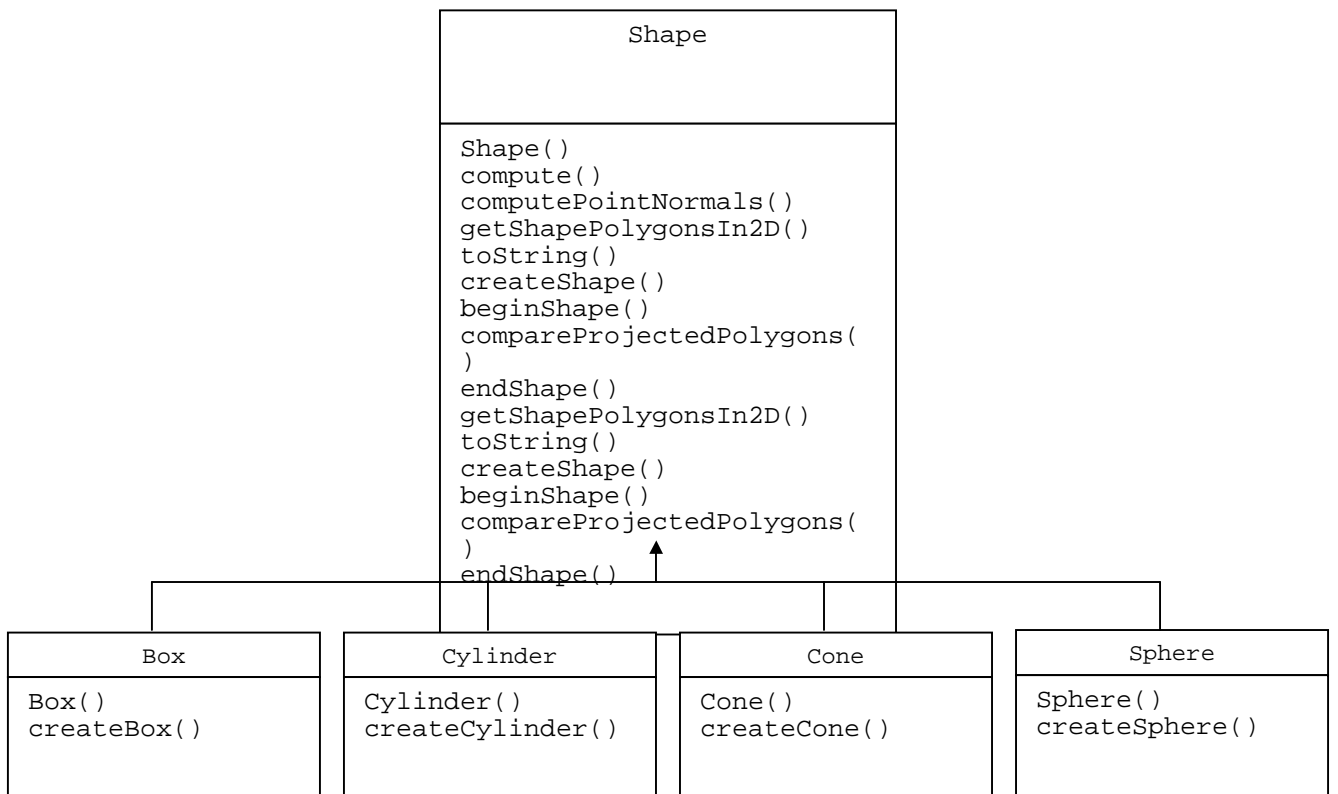 Shape
Shape()
compute()
computePointNormals()
getShapePolygonsIn2D()
toString()
createShape()
beginShape()
compareProjectedPolygons(
)
endShape()
getShapePolygonsIn2D()
toString()
createShape()
beginShape()
compareProjectedPolygons(
)
endShape()
Box
Box()
createBox()
Cylinder
Cylinder()
createCylinder()
Cone
Cone()
createCone()
Sphere
Sphere()
createSphere()